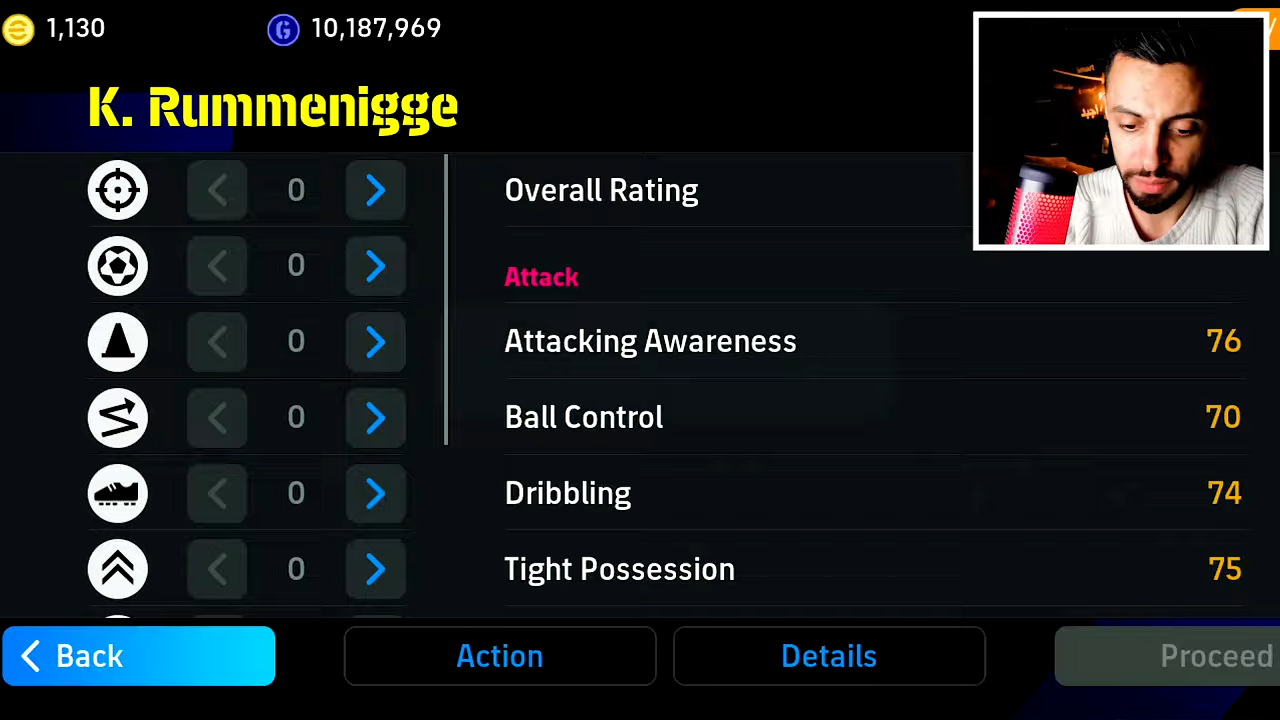 1,130
10,187,969
K. Rummenigge
0
Overall Rating
0
Attack
0
Attacking Awareness 76
0
Ball Control 70
0
Dribbling 74
0
Tight Possession 75
Back
Action
Details
Proceed